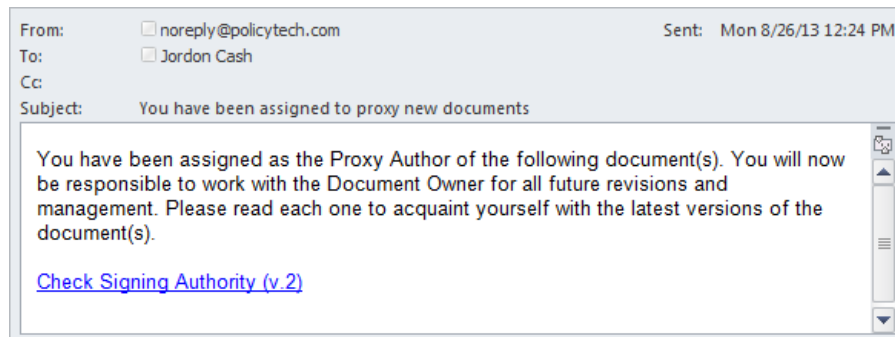 From: noreply@policytech.com Sent: Mon 8/26/13 12:24 PM
To: Jordon Cash
Cc:
Subject: You have been assigned to proxy new documents
You have been assigned as the Proxy Author of the following document(s). You will now
be responsible to work with the Document Owner for all future revisions and
management. Please read each one to acquaint yourself with the latest versions of the
document(s).
Check Signing Authority (v.2)